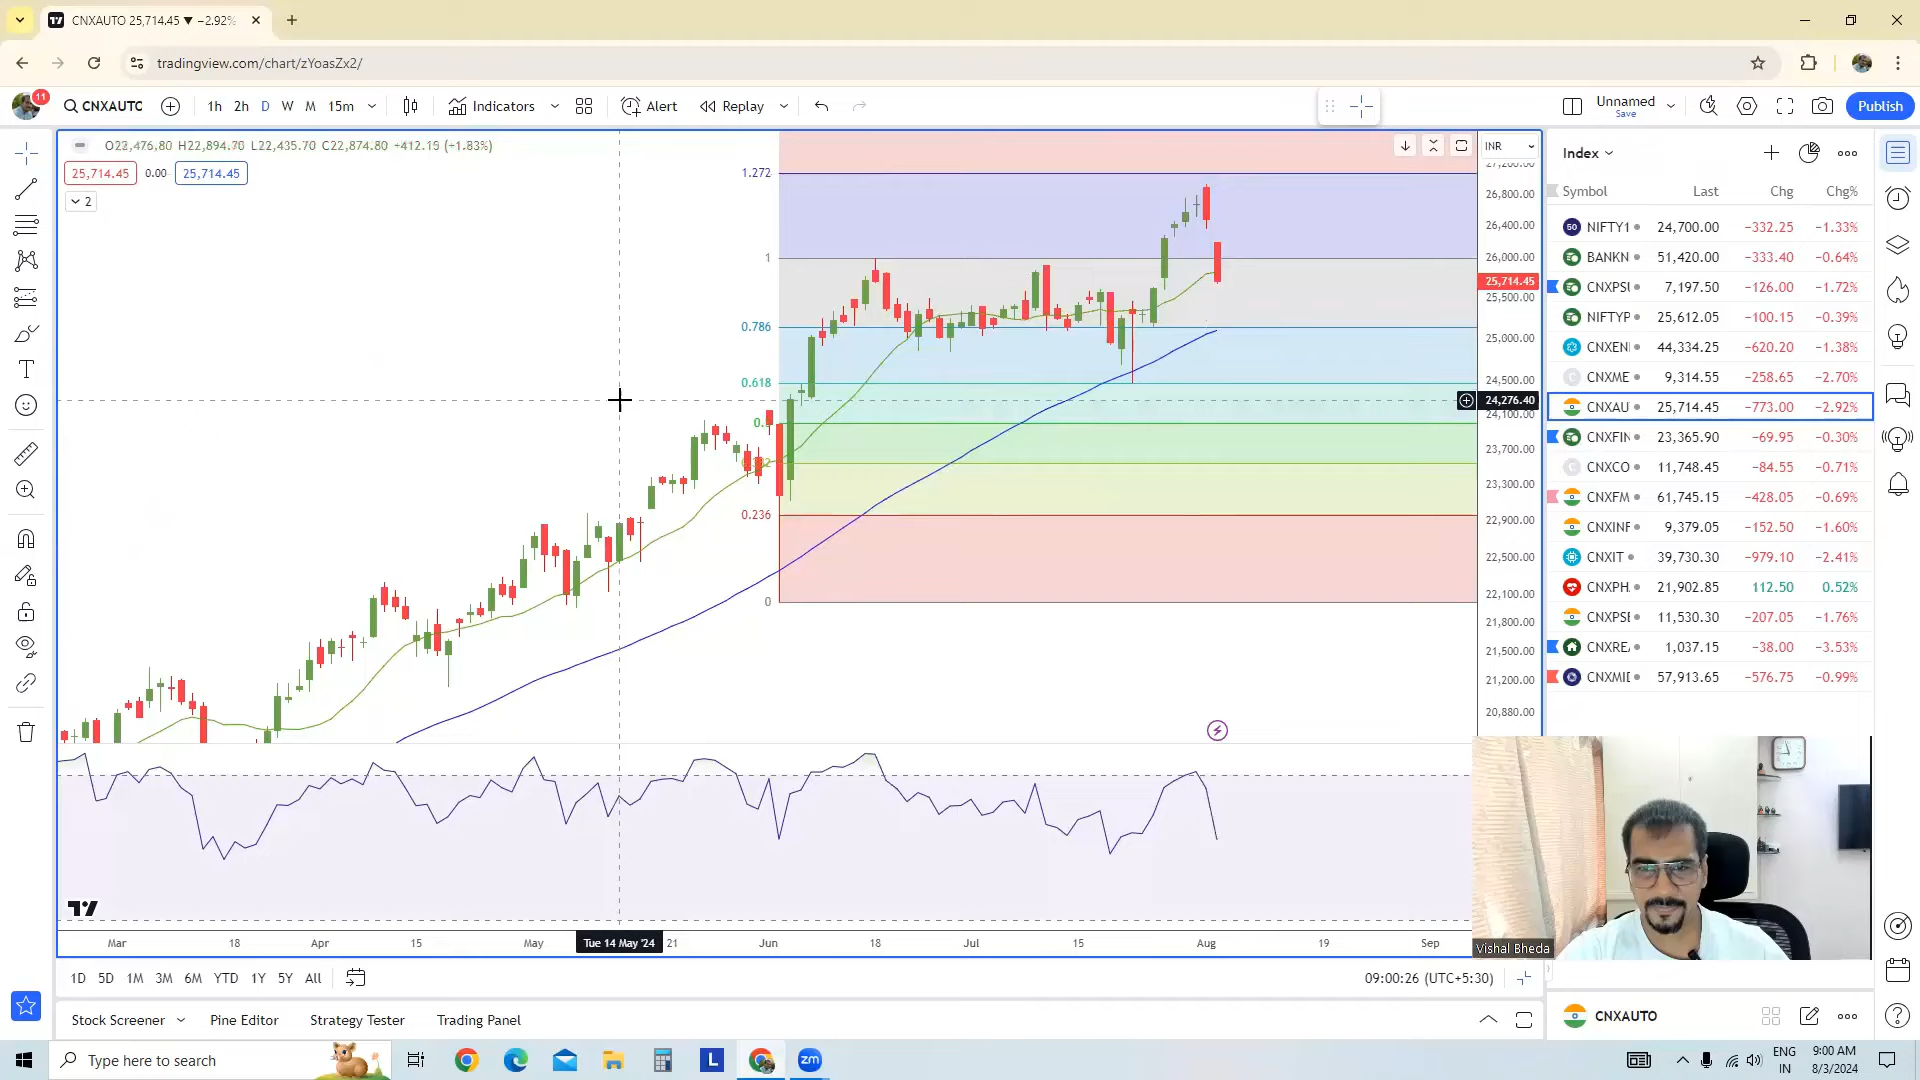 CNXAUTO 25,714.45 ▼ −2.92%
tradingview.com/chart/zYoasZx2/
11
CNXAUTO 1h 2h D W M 15m Indicators Alert Replay Unnamed Save Publish
O22,476.80 H22,894.70 L22,435.70 C22,874.80 +412.15 (+1.83%)
25,714.45 0.00 25,714.45
2
INR
1.272
1
0.786
0.618
0.236
0
27,200.00
26,800.00
26,400.00
26,000.00
25,714.45
25,500.00
25,000.00
24,500.00
24,276.40
24,100.00
23,700.00
23,300.00
22,900.00
22,500.00
22,100.00
21,800.00
21,500.00
21,200.00
20,880.00
Mar 18 Apr 15 May Tue 14 May '24 21 Jun 18 Jul 15 Aug 19 Sep
1D 5D 1M 3M 6M YTD 1Y 5Y All
09:00:26 (UTC+5:30)
Stock Screener Pine Editor Strategy Tester Trading Panel
Index
Symbol Last Chg Chg%
NIFTY1 24,700.00 −332.25 −1.33%
BANKN 51,420.00 −333.40 −0.64%
CNXPSI 7,197.50 −126.00 −1.72%
NIFTYP 25,612.05 −100.15 −0.39%
CNXENI 44,334.25 −620.20 −1.38%
CNXME 9,314.55 −258.65 −2.70%
CNXAU 25,714.45 −773.00 −2.92%
CNXFIN 23,365.90 −69.95 −0.30%
CNXCO 11,748.45 −84.55 −0.71%
CNXFM 61,745.15 −428.05 −0.69%
CNXINF 9,379.05 −152.50 −1.60%
CNXIT 39,730.30 −979.10 −2.41%
CNXPH 21,902.85 112.50 0.52%
CNXPSE 11,530.30 −207.05 −1.76%
CNXRE 1,037.15 −38.00 −3.53%
CNXMIE 57,913.65 −576.75 −0.99%
Vishal Bheda
CNXAUTO
Type here to search
L
zm
ENG
IN
9:00 AM
8/3/2024